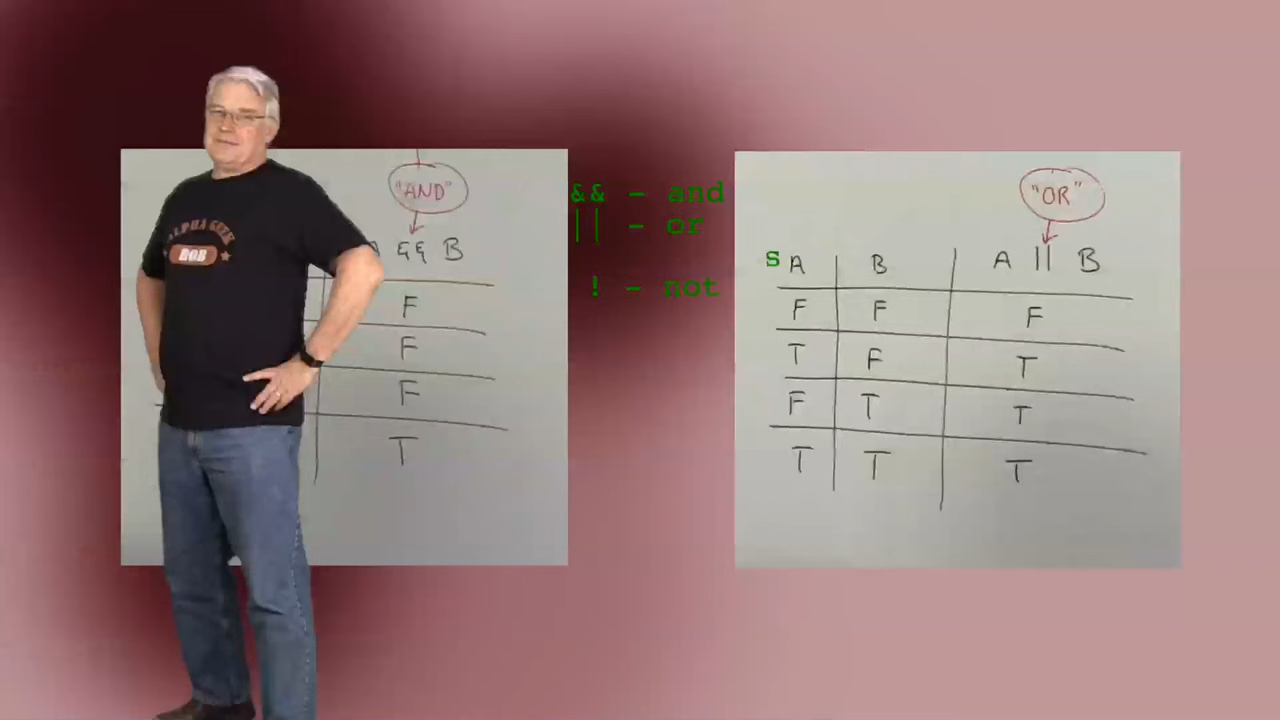 ALPHA GEEK
BOB
"AND"
&& B
F
F
F
T
&& - and
|| - or
! - not
s
"OR"
A B A || B
F F F
T F T
F T T
T T T